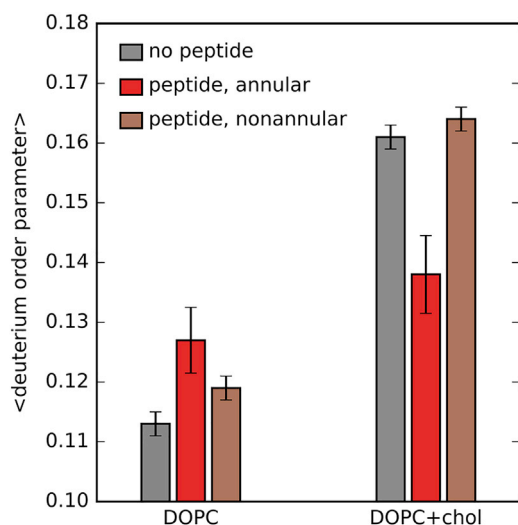 <deuterium order parameter>
0.18
0.17
0.16
0.15
0.14
0.13
0.12
0.11
0.10
no peptide
peptide, annular
peptide, nonannular
DOPC
DOPC+chol